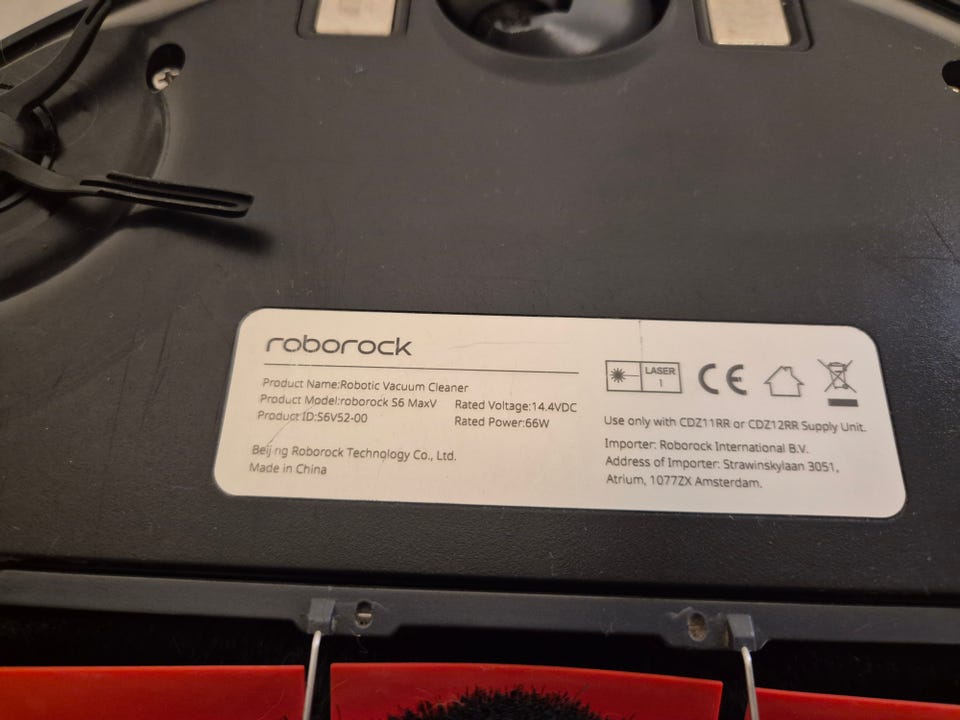 roborock
Product Name:Robotic Vacuum Cleaner
Product Model:roborock S6 MaxV
Rated Voltage:14.4VDC
Product ID:S6V52-00
Rated Power:66W
Beijing Roborock Technology Co., Ltd.
Made in China
LASER
1
CE
Use only with CDZ11RR or CDZ12RR Supply Unit.
Importer: Roborock International B.V.
Address of Importer: Strawinskylaan 3051,
Atrium, 1077ZX Amsterdam.